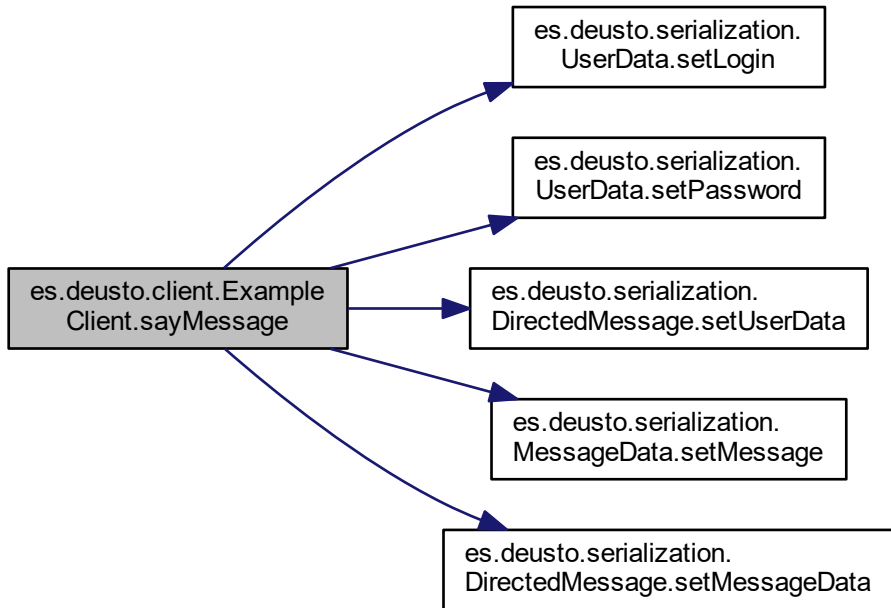 es.deusto.serialization.
UserData.setLogin
es.deusto.serialization.
UserData.setPassword
es.deusto.client.Example
Client.sayMessage
es.deusto.serialization.
DirectedMessage.setUserData
es.deusto.serialization.
MessageData.setMessage
es.deusto.serialization.
DirectedMessage.setMessageData